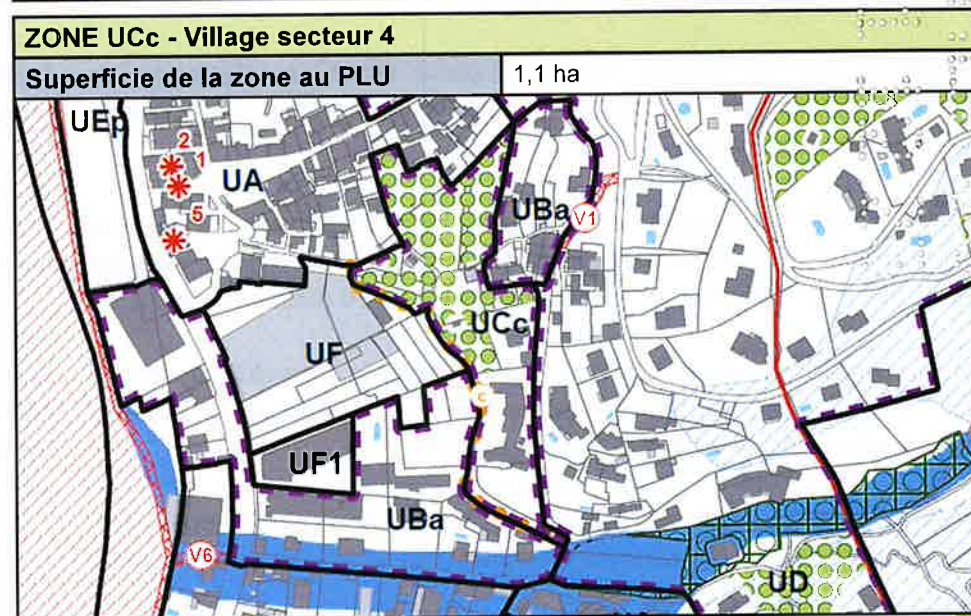 ZONE UCc - Village secteur 4
Superficie de la zone au PLU 1,1 ha
UEp
2
1
UA
5
UBa
V1
UCc
UF
c
UF1
UBa
V6
UD